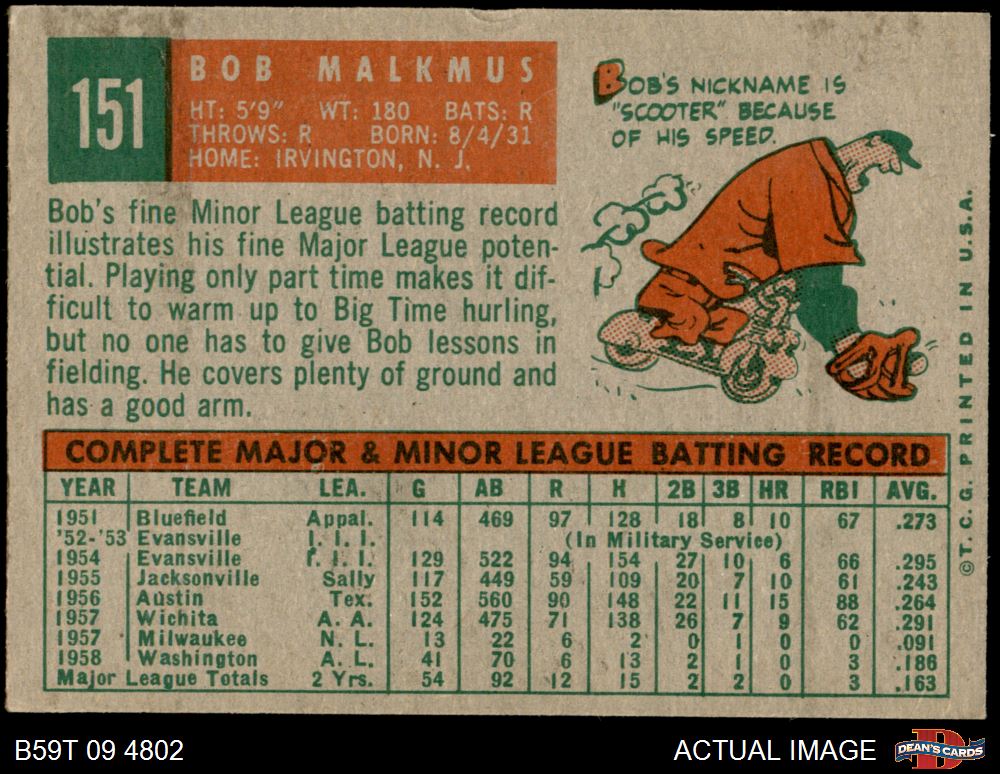 151
BOB MALKMUS
HT: 5'9" WT: 180 BATS: R
THROWS: R BORN: 8/4/31
HOME: IRVINGTON, N. J.
BOB'S NICKNAME IS
"SCOOTER" BECAUSE
OF HIS SPEED.
Bob's fine Minor League batting record
illustrates his fine Major League poten-
tial. Playing only part time makes it dif-
ficult to warm up to Big Time hurling,
but no one has to give Bob lessons in
fielding. He covers plenty of ground and
has a good arm.
COMPLETE MAJOR & MINOR LEAGUE BATTING RECORD
YEAR TEAM LEA. G AB R H 2B 3B HR RBI AVG.
1951 Bluefield Appal. 114 469 97 128 18 8 10 67 .273
'52-'53 Evansville I. I. I. (In Military Service)
1954 Evansville I. I. I. 129 522 94 154 27 10 6 66 .295
1955 Jacksonville Sally 117 449 59 109 20 7 10 61 .243
1956 Austin Tex. 152 560 90 148 22 11 15 88 .264
1957 Wichita A. A. 124 475 71 138 26 7 9 62 .291
1957 Milwaukee N. L. 13 22 6 2 0 1 0 0 .091
1958 Washington A. L. 41 70 6 13 2 1 0 3 .186
Major League Totals 2 Yrs. 54 92 12 15 2 2 0 3 .163
©T. C. G. PRINTED IN U.S.A.
B59T 09 4802
ACTUAL IMAGE
D
DEAN'S CARDS